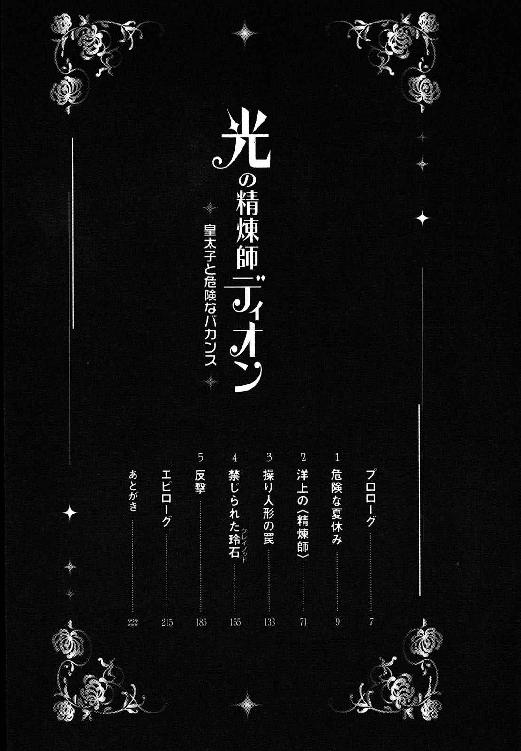 光の精煉師ディオン
皇太子と危険なバカンス
プロローグ 7
1 危険な夏休み 9
2 洋上の〈精煉師〉 71
3 操り人形の罠 133
4 禁じられた玲石 155
5 反撃 183
エピローグ 215
あとがき 222